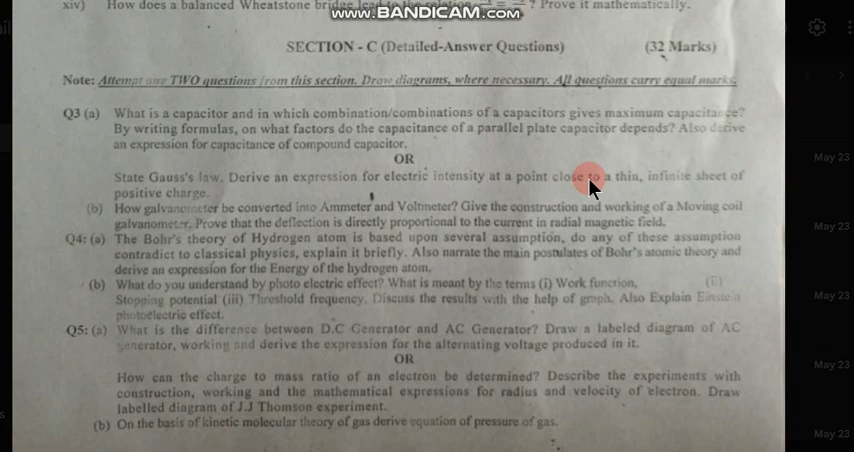 WWW.BANDICAM.COM
xiv) How does a balanced Wheatstone bridge lead to the relation ? Prove it mathematically.
SECTION - C (Detailed-Answer Questions) (32 Marks)
Note: Attempt any TWO questions from this section. Draw diagrams, where necessary. All questions carry equal marks.
Q3 (a) What is a capacitor and in which combination/combinations of a capacitors gives maximum capacitance?
By writing formulas, on what factors do the capacitance of a parallel plate capacitor depends? Also derive
an expression for capacitance of compound capacitor.
OR
State Gauss's law. Derive an expression for electric intensity at a point close to a thin, infinite sheet of
positive charge.
(b) How galvanometer be converted into Ammeter and Voltmeter? Give the construction and working of a Moving coil
galvanometer. Prove that the deflection is directly proportional to the current in radial magnetic field.
Q4: (a) The Bohr's theory of Hydrogen atom is based upon several assumption, do any of these assumption
contradict to classical physics, explain it briefly. Also narrate the main postulates of Bohr's atomic theory and
derive an expression for the Energy of the hydrogen atom.
(b) What do you understand by photo electric effect? What is meant by the terms (i) Work function, (ii)
Stopping potential (iii) Threshold frequency. Discuss the results with the help of graph. Also Explain Einstein
photoelectric effect.
Q5: (a) What is the difference between D.C Generator and AC Generator? Draw a labeled diagram of AC
generator, working and derive the expression for the alternating voltage produced in it.
OR
How can the charge to mass ratio of an electron be determined? Describe the experiments with
construction, working and the mathematical expressions for radius and velocity of electron. Draw
labelled diagram of J.J Thomson experiment.
(b) On the basis of kinetic molecular theory of gas derive equation of pressure of gas.
May 23
May 23
May 23
May 23
May 23